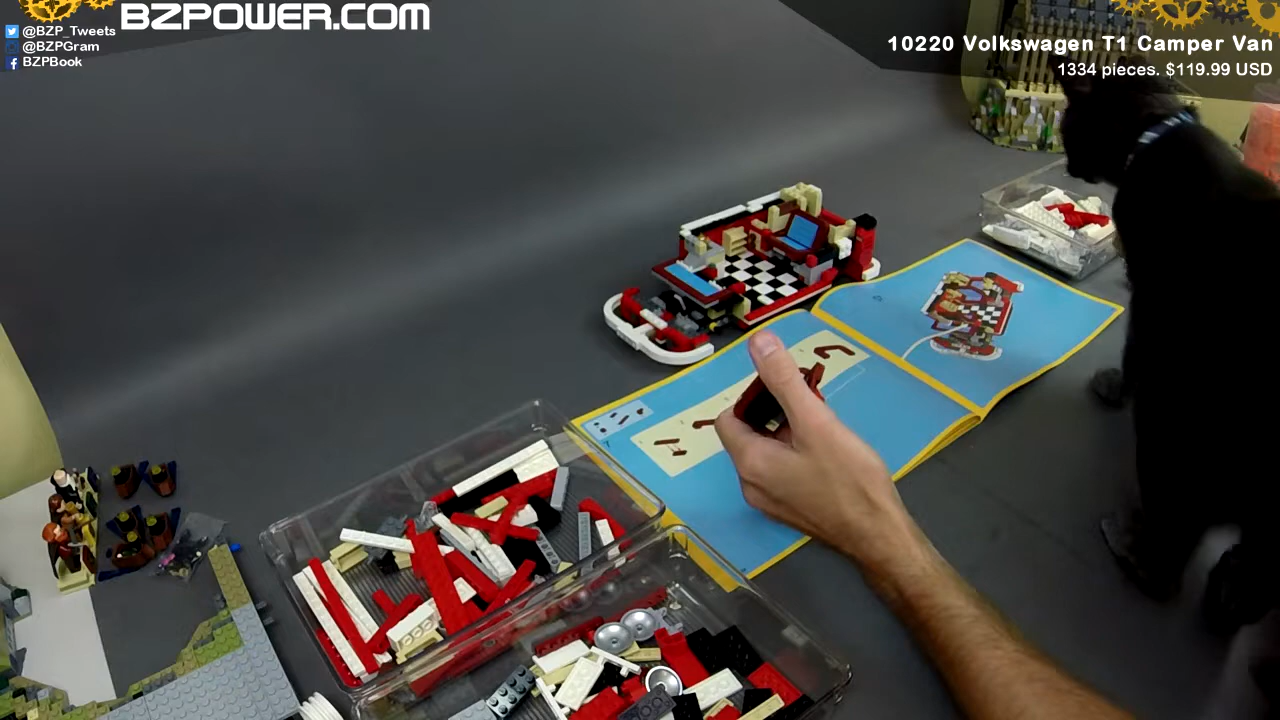 BZPOWER.COM
@BZP_Tweets
@BZPGram
BZPBook
10220 Volkswagen T1 Camper Van
1334 pieces. $119.99 USD